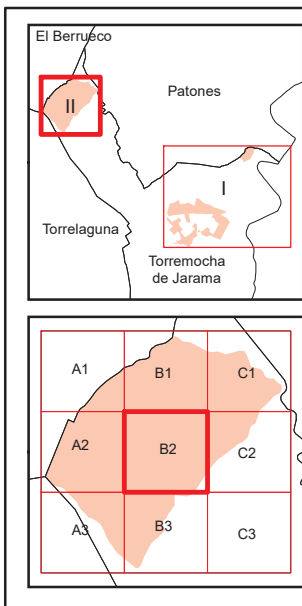 El Berrueco
Patones
II
I
Torrelaguna
Torremocha
de Jarama
A1
B1
C1
A2
B2
C2
A3
B3
C3